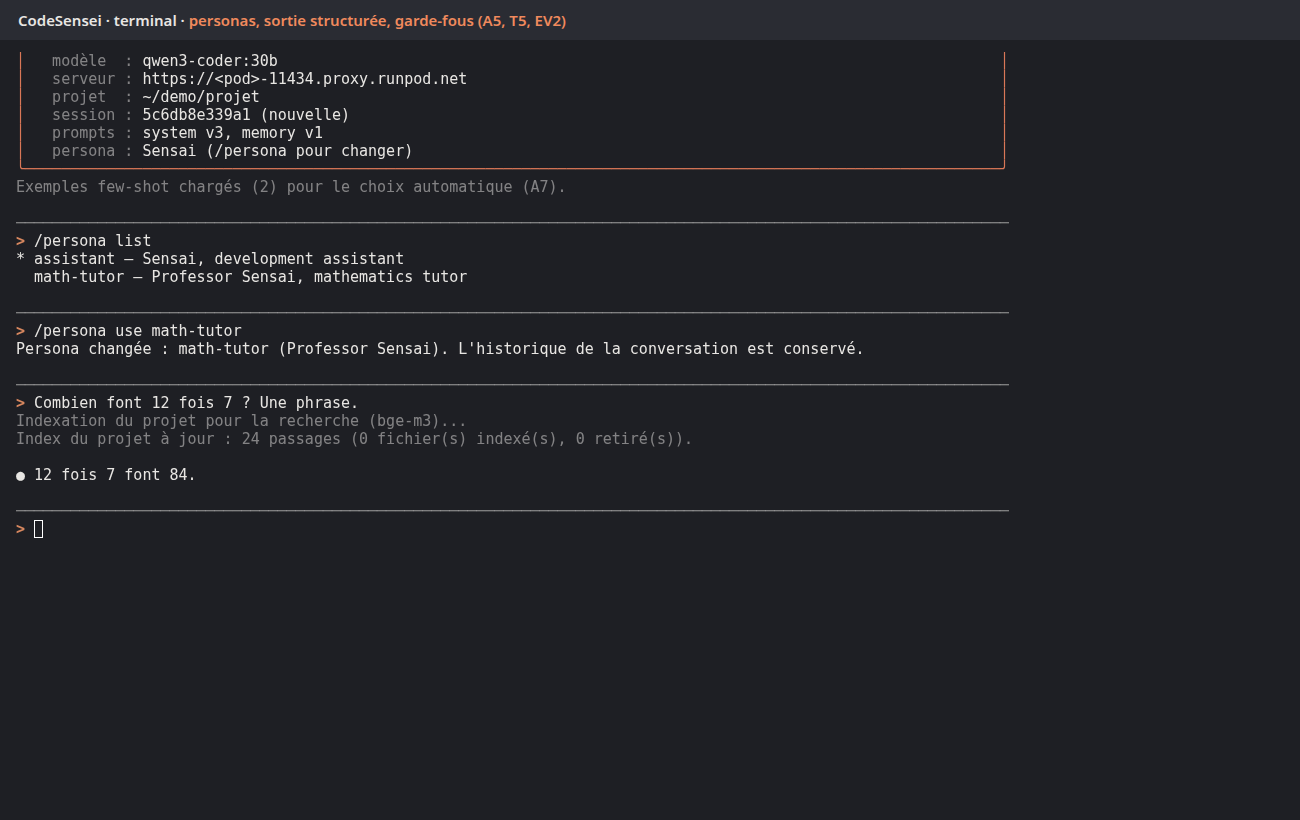 CodeSensei · terminal · personas, sortie structurée, garde-fous (A5, T5, EV2)
modèle : qwen3-coder:30b
serveur : https://<pod>-11434.proxy.runpod.net
projet : ~/demo/projet
session : 5c6db8e339a1 (nouvelle)
prompts : system v3, memory v1
persona : Sensai (/persona pour changer)
Exemples few-shot chargés (2) pour le choix automatique (A7).
> /persona list
* assistant — Sensai, development assistant
math-tutor — Professor Sensai, mathematics tutor
> /persona use math-tutor
Persona changée : math-tutor (Professor Sensai). L'historique de la conversation est conservé.
> Combien font 12 fois 7 ? Une phrase.
Indexation du projet pour la recherche (bge-m3)...
Index du projet à jour : 24 passages (0 fichier(s) indexé(s), 0 retiré(s)).
● 12 fois 7 font 84.
>